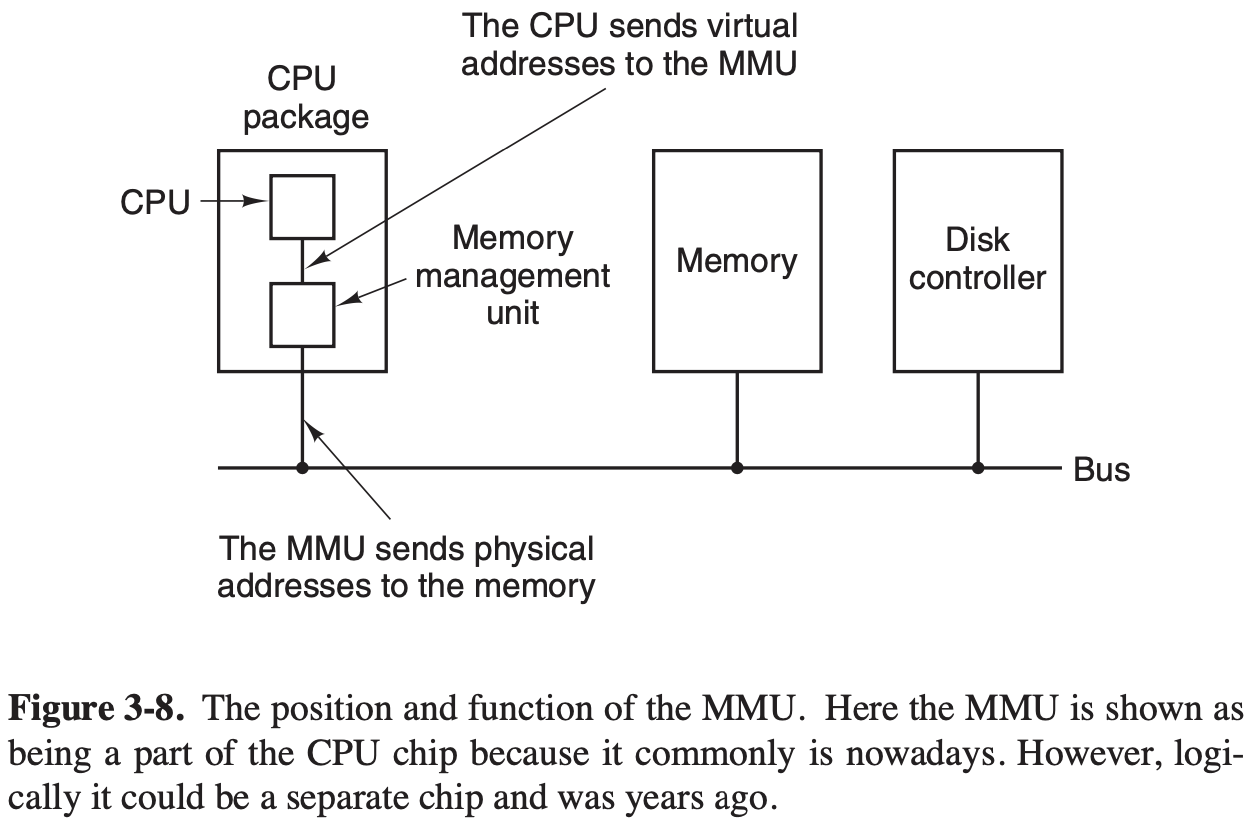 The CPU sends virtual
addresses to the MMU
CPU
package
CPU
Memory
management
unit
Memory
Disk
controller
Bus
The MMU sends physical
addresses to the memory
Figure 3-8. The position and function of the MMU. Here the MMU is shown as
being a part of the CPU chip because it commonly is nowadays. However, logi-
cally it could be a separate chip and was years ago.